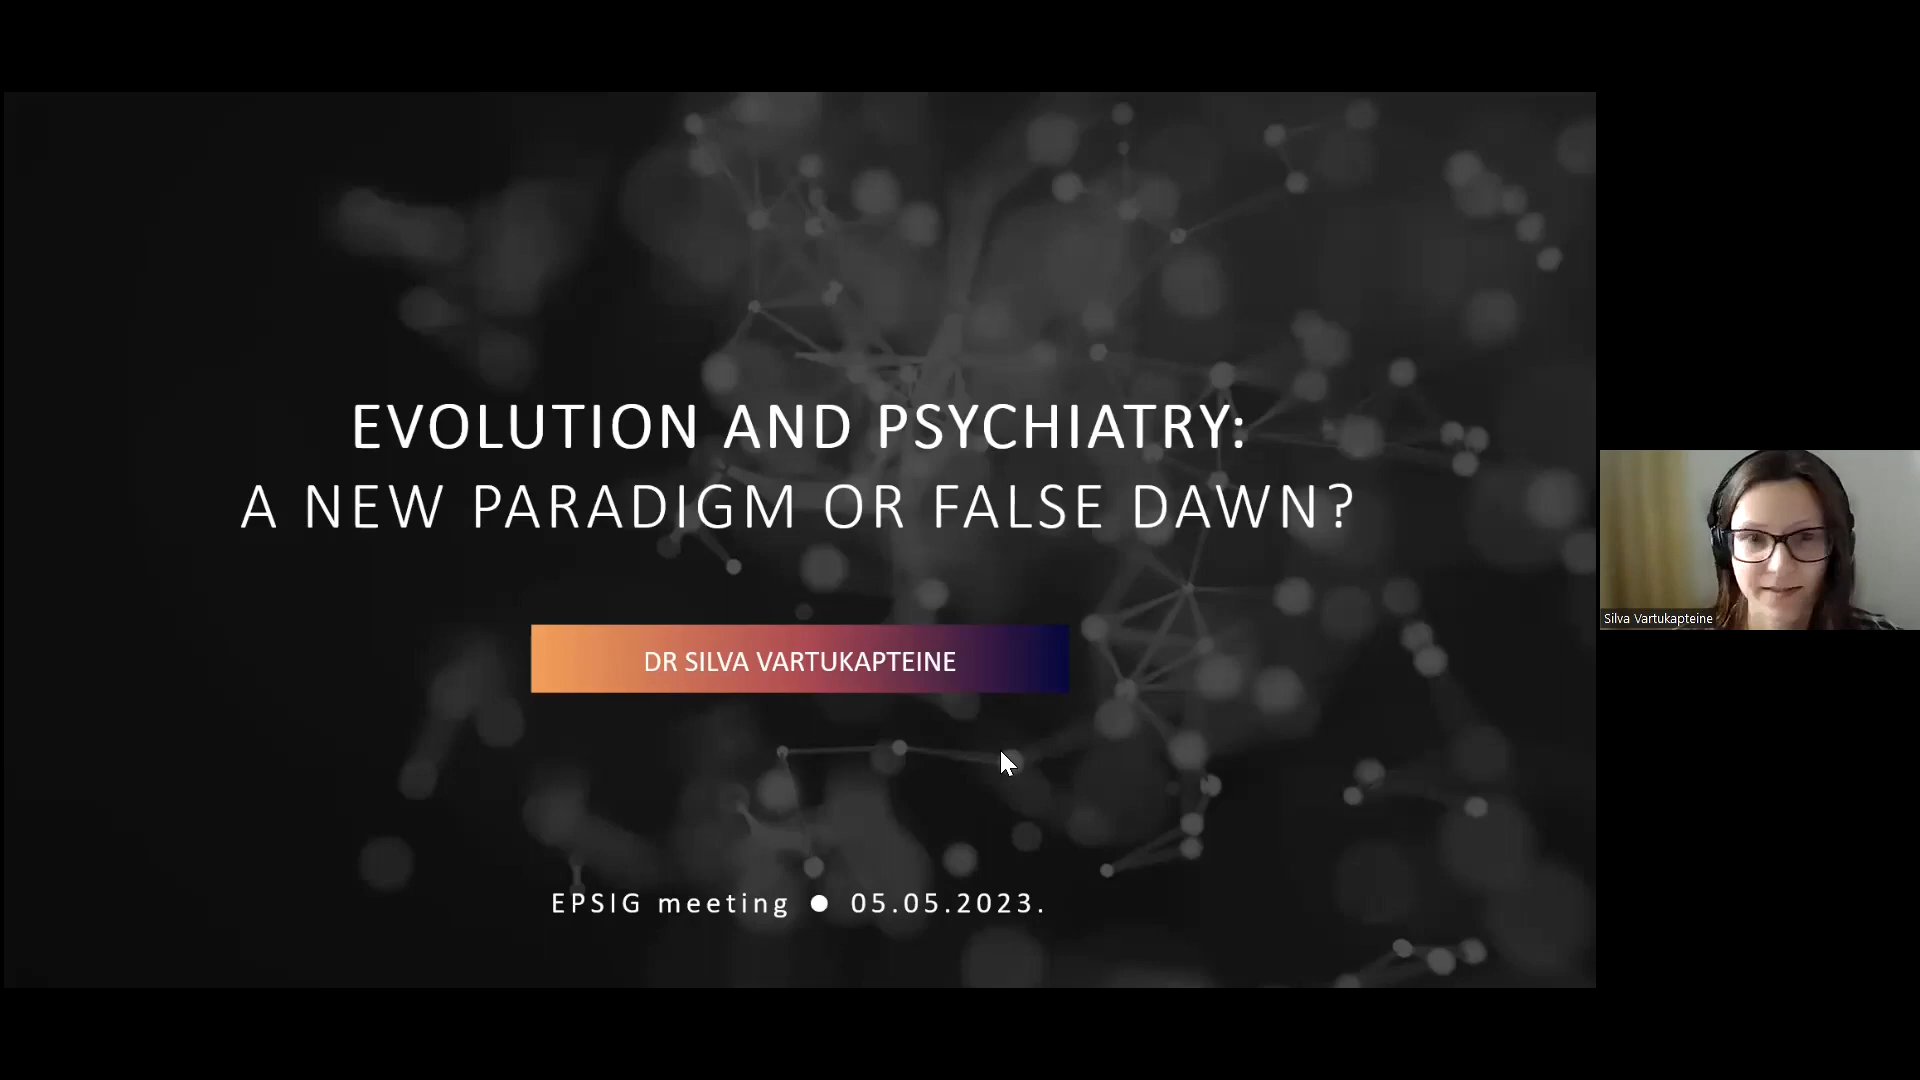 EVOLUTION AND PSYCHIATRY:
A NEW PARADIGM OR FALSE DAWN?
DR SILVA VARTUKAPTEINE
EPSIG meeting ● 05.05.2023.
Silva Vartukapteine